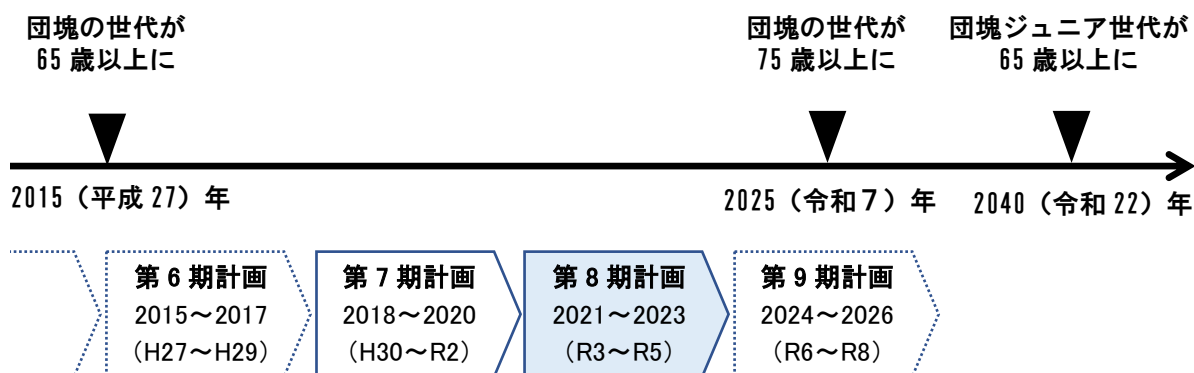 団塊の世代が
65 歳以上に
団塊の世代が
75 歳以上に
団塊ジュニア世代が
65 歳以上に
2015（平成 27）年
2025（令和７）年
2040（令和 22）年
第 6 期計画
2015～2017
（H27～H29）
第 7 期計画
2018～2020
（H30～R2）
第 8 期計画
2021～2023
（R3～R5）
第 9 期計画
2024～2026
（R6～R8）